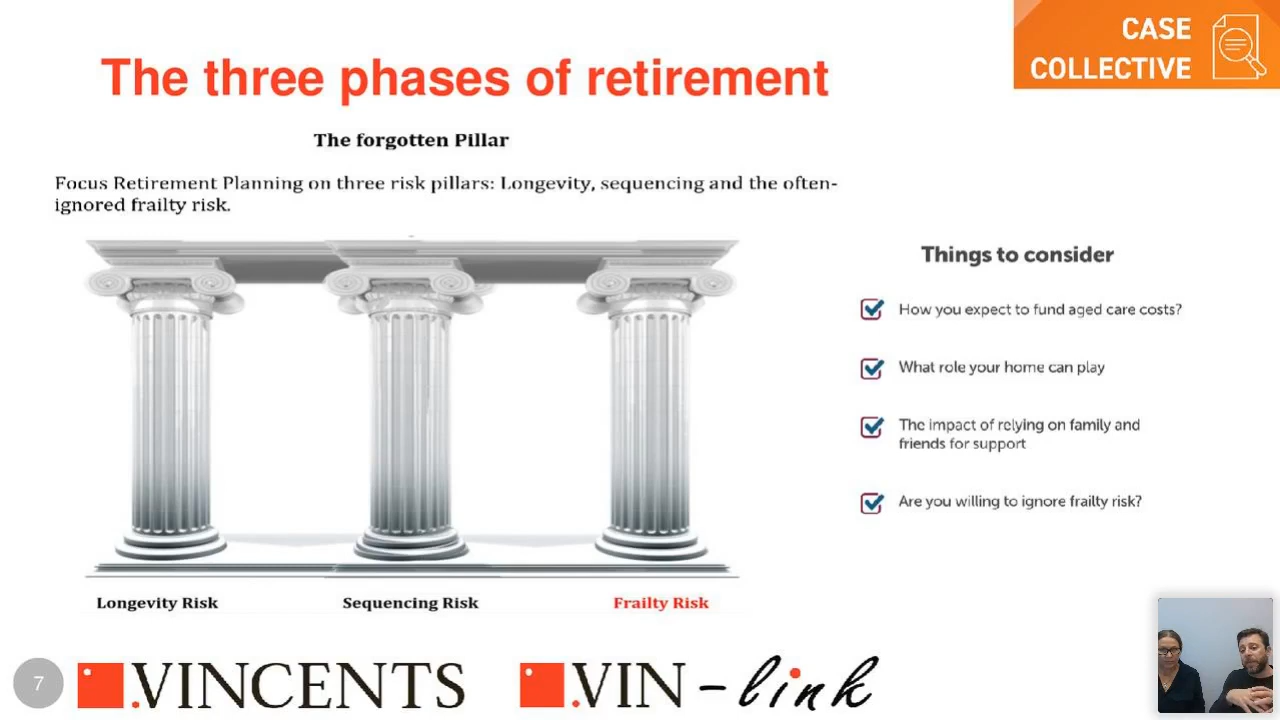 CASE
COLLECTIVE
The three phases of retirement
The forgotten Pillar
Focus Retirement Planning on three risk pillars: Longevity, sequencing and the often-
ignored frailty risk.
Things to consider
How you expect to fund aged care costs?
What role your home can play
The impact of relying on family and
friends for support
Are you willing to ignore frailty risk?
Longevity Risk
Sequencing Risk
Frailty Risk
7
.VINCENTS
.VIN-link